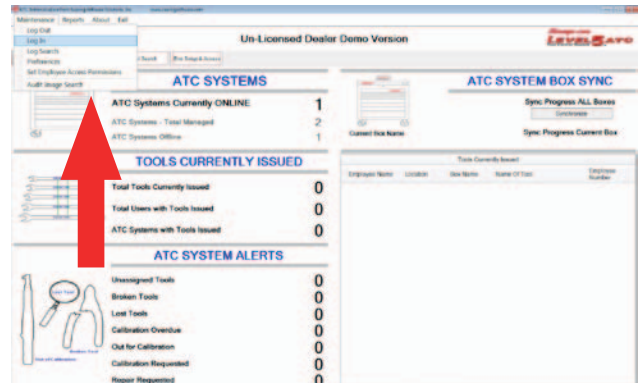 Maintenance Reports About Exit
Log Out
Log In
Log Search
Preferences
Set Employee Access Permissions
Audit Image Search
Un-Licensed Dealer Demo Version
Snap-on
LEVEL5 ATC
ATC SYSTEMS
ATC Systems Currently ONLINE 1
ATC Systems - Total Managed 2
ATC Systems Offline 1
ATC SYSTEM BOX SYNC
Sync Progress ALL Boxes
Synchronize
Current Box Name
Sync Progress Current Box
TOOLS CURRENTLY ISSUED
Total Tools Currently Issued 0
Total Users with Tools Issued 0
ATC Systems with Tools Issued 0
Tools Currently Issued
Employee Name Location Box Name Name Of Tool Employee Number
ATC SYSTEM ALERTS
Unassigned Tools 0
Broken Tools 0
Lost Tools 0
Calibration Overdue 0
Out for Calibration 0
Calibration Requested 0
Repair Requested 0
Lost Tool
Broken Tool